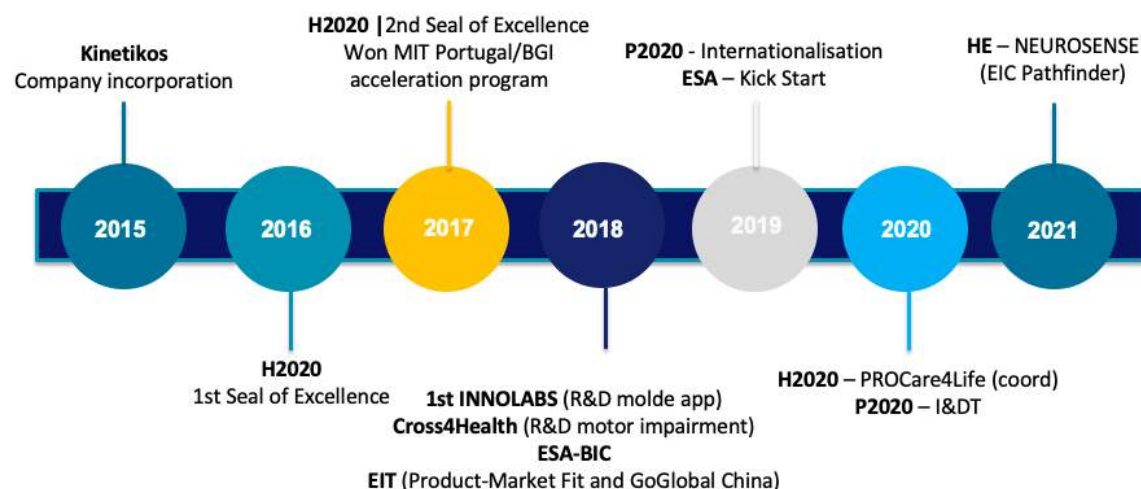 Kinetikos
Company incorporation
H2020 |2nd Seal of Excellence
Won MIT Portugal/BGI
acceleration program
P2020 - Internationalisation
ESA – Kick Start
HE – NEUROSENSE
(EIC Pathfinder)
2015
2016
2017
2018
2019
2020
2021
H2020
1st Seal of Excellence
1st INNOLABS (R&D molde app)
Cross4Health (R&D motor impairment)
ESA-BIC
EIT (Product-Market Fit and GoGlobal China)
H2020 – PROCare4Life (coord)
P2020 – I&DT